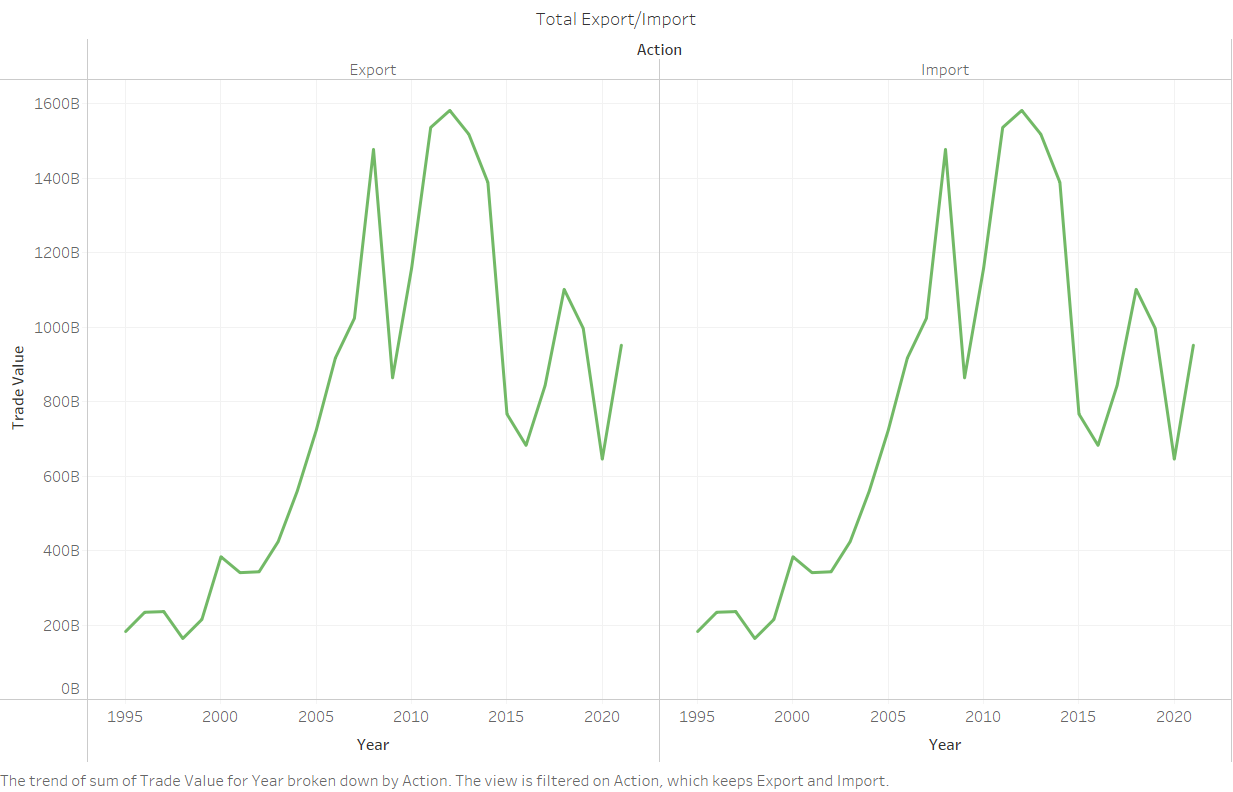 Total Export/Import
Action
Export Import
1600B
1400B
1200B
1000B
800B
600B
400B
200B
0B
Trade Value
1995 2000 2005 2010 2015 2020 1995 2000 2005 2010 2015 2020
Year Year
The trend of sum of Trade Value for Year broken down by Action. The view is filtered on Action, which keeps Export and Import.